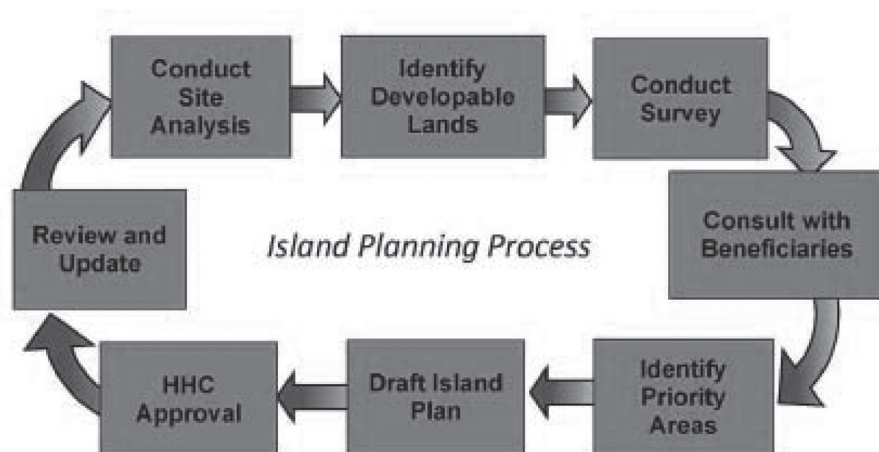 Conduct
Site
Analysis
Identify
Developable
Lands
Conduct
Survey
Consult with
Beneficiaries
Review and
Update
Island Planning Process
HHC
Approval
Draft Island
Plan
Identify
Priority
Areas